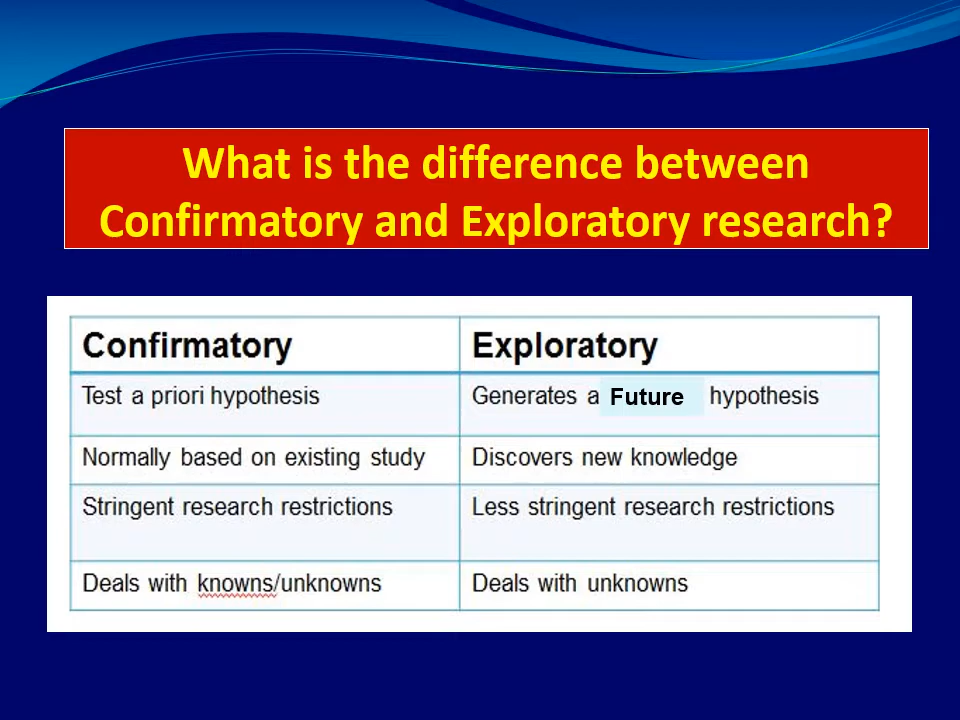 What is the difference between
Confirmatory and Exploratory research?
Confirmatory Exploratory
Test a priori hypothesis Generates a Future hypothesis
Normally based on existing study Discovers new knowledge
Stringent research restrictions Less stringent research restrictions
Deals with knowns/unknowns Deals with unknowns